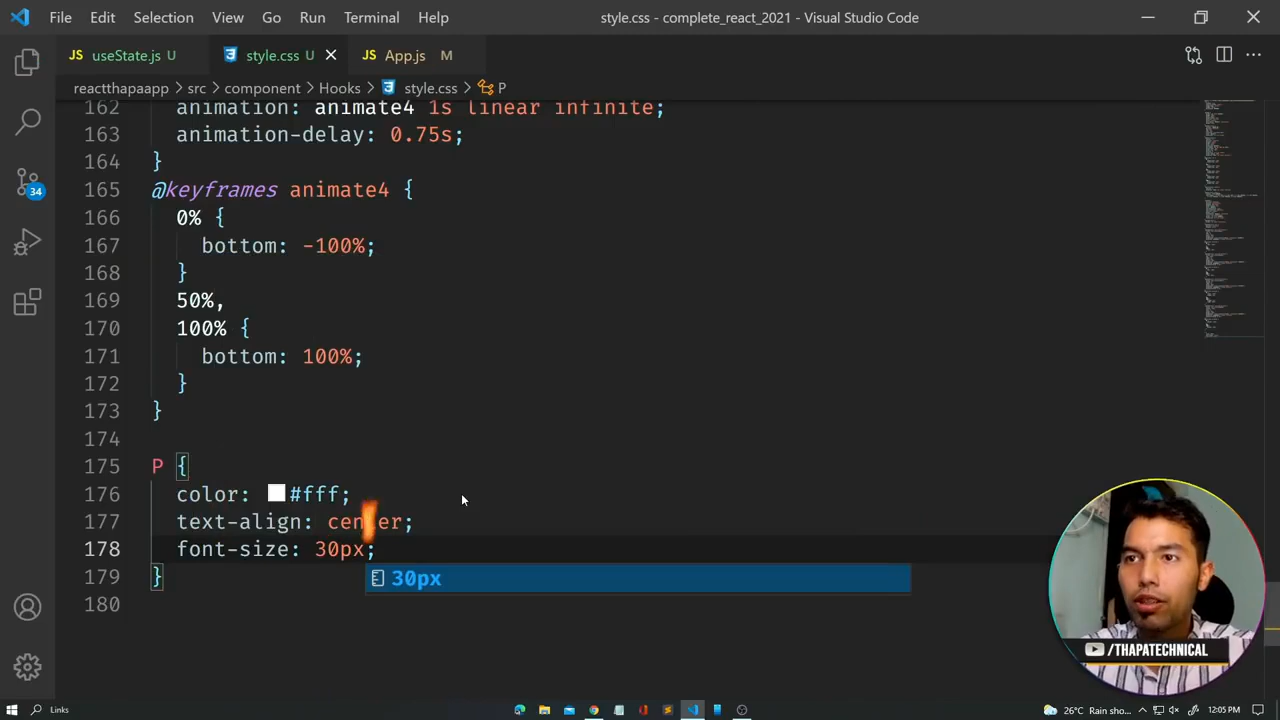 File Edit Selection View Go Run Terminal Help
style.css - complete_react_2021 - Visual Studio Code
JS useState.js U
style.css U
JS App.js M
reactthapaapp > src > component > Hooks > style.css > P
162 animation: animate4 1s linear infinite;
163 animation-delay: 0.75s;
164 }
165 @keyframes animate4 {
166 0% {
167 bottom: -100%;
168 }
169 50%,
170 100% {
171 bottom: 100%;
172 }
173 }
174
175 P {
176 color: #fff;
177 text-align: center;
178 font-size: 30px;
30px
179 }
180
34
/THAPATECHNICAL
Links
26°C Rain sho...
12:05 PM